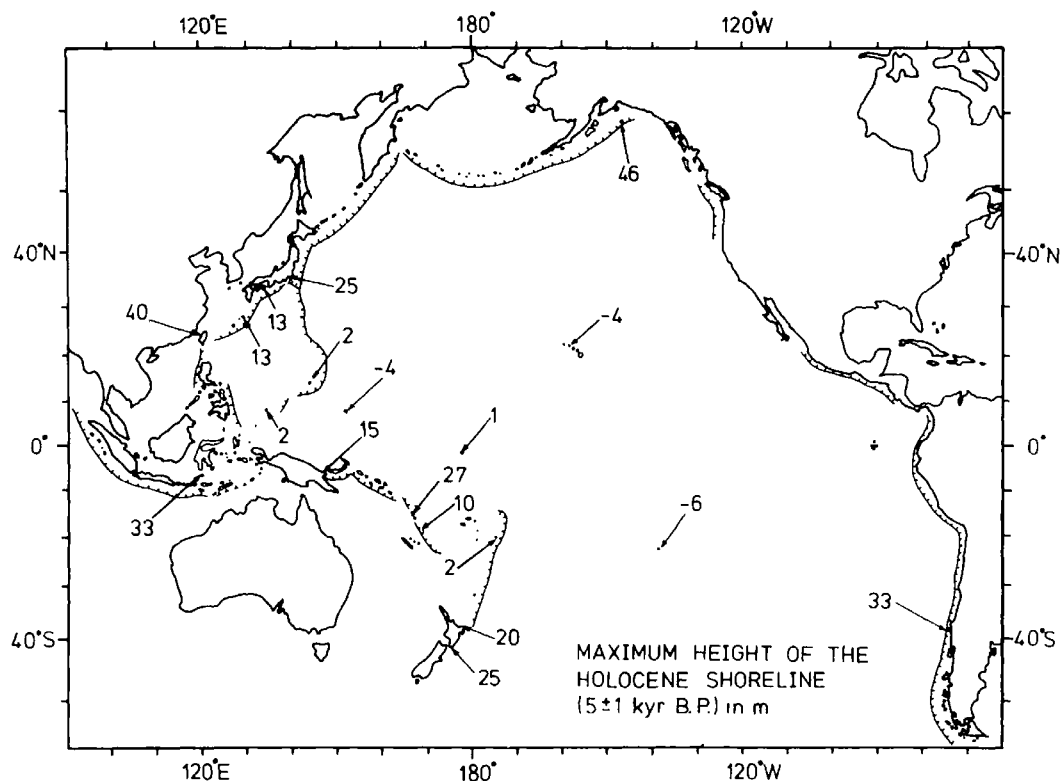 120°E 180° 120°W
46
40°N 40°N
25
40 13 -4
13 2
-4
2 15 1
0° 0°
27
10 -6
33
2
33
40°S 20 40°S
MAXIMUM HEIGHT OF THE
25 HOLOCENE SHORELINE
(5±1 kyr B.P.) in m
120°E 180° 120°W